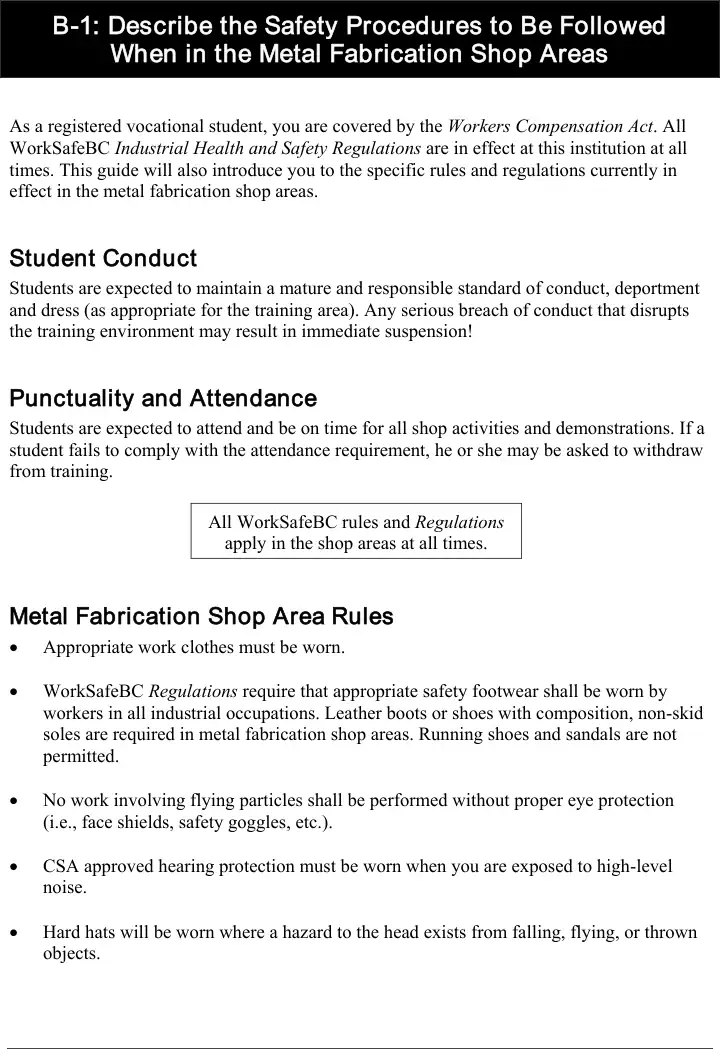 B-1: Describe the Safety Procedures to Be Followed
When in the Metal Fabrication Shop Areas
As a registered vocational student, you are covered by the Workers Compensation Act. All
WorkSafeBC Industrial Health and Safety Regulations are in effect at this institution at all
times. This guide will also introduce you to the specific rules and regulations currently in
effect in the metal fabrication shop areas.
Student Conduct
Students are expected to maintain a mature and responsible standard of conduct, deportment
and dress (as appropriate for the training area). Any serious breach of conduct that disrupts
the training environment may result in immediate suspension!
Punctuality and Attendance
Students are expected to attend and be on time for all shop activities and demonstrations. If a
student fails to comply with the attendance requirement, he or she may be asked to withdraw
from training.
All WorkSafeBC rules and Regulations
apply in the shop areas at all times.
Metal Fabrication Shop Area Rules
• Appropriate work clothes must be worn.
• WorkSafeBC Regulations require that appropriate safety footwear shall be worn by
workers in all industrial occupations. Leather boots or shoes with composition, non-skid
soles are required in metal fabrication shop areas. Running shoes and sandals are not
permitted.
• No work involving flying particles shall be performed without proper eye protection
(i.e., face shields, safety goggles, etc.).
• CSA approved hearing protection must be worn when you are exposed to high-level
noise.
• Hard hats will be worn where a hazard to the head exists from falling, flying, or thrown
objects.